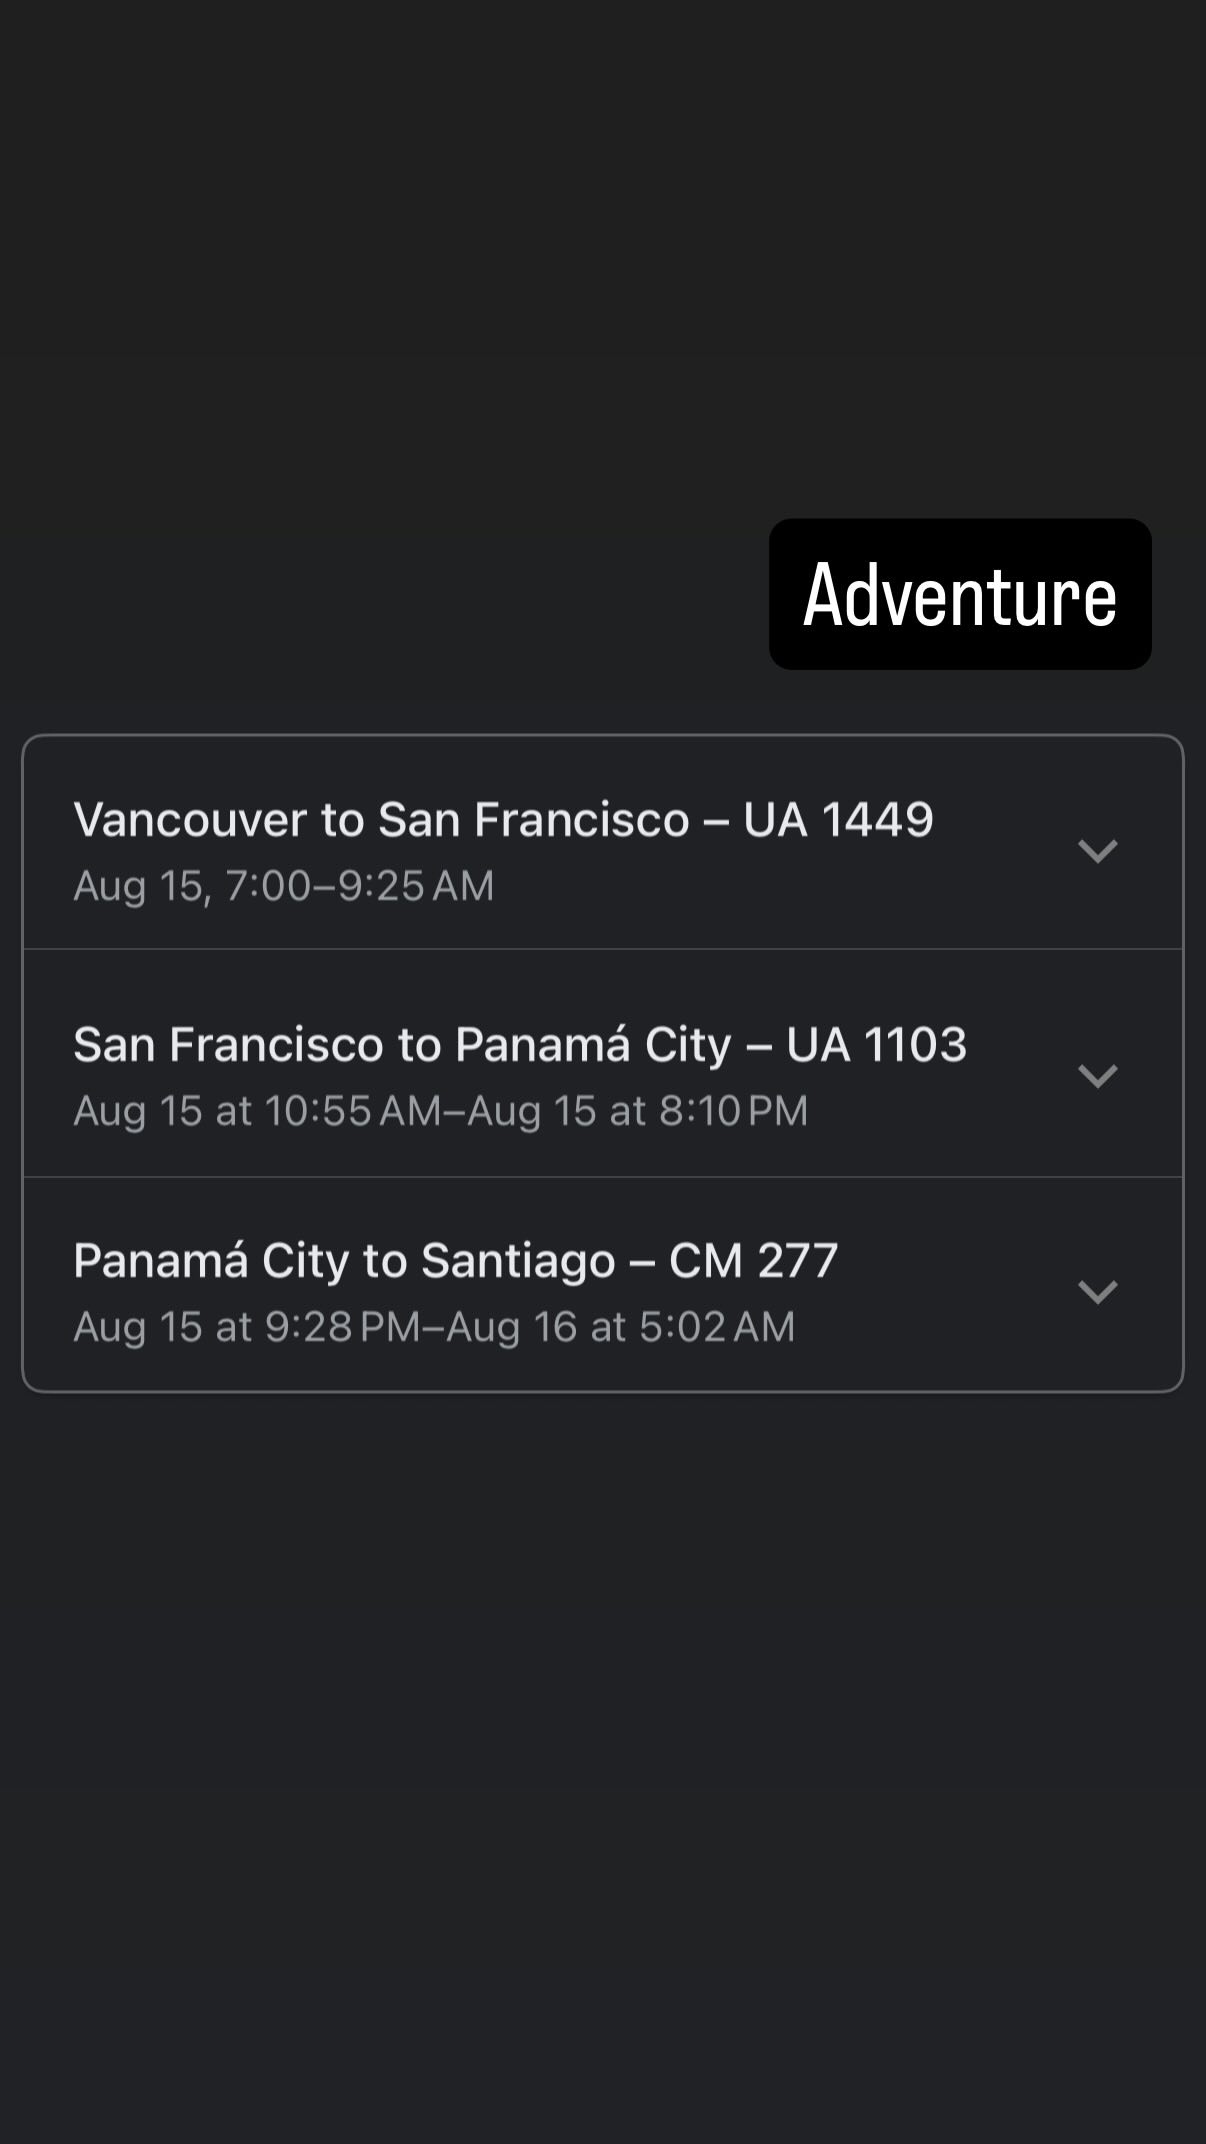 Adventure
Vancouver to San Francisco – UA 1449
Aug 15, 7:00–9:25 AM
San Francisco to Panamá City – UA 1103
Aug 15 at 10:55 AM–Aug 15 at 8:10 PM
Panamá City to Santiago – CM 277
Aug 15 at 9:28 PM–Aug 16 at 5:02 AM